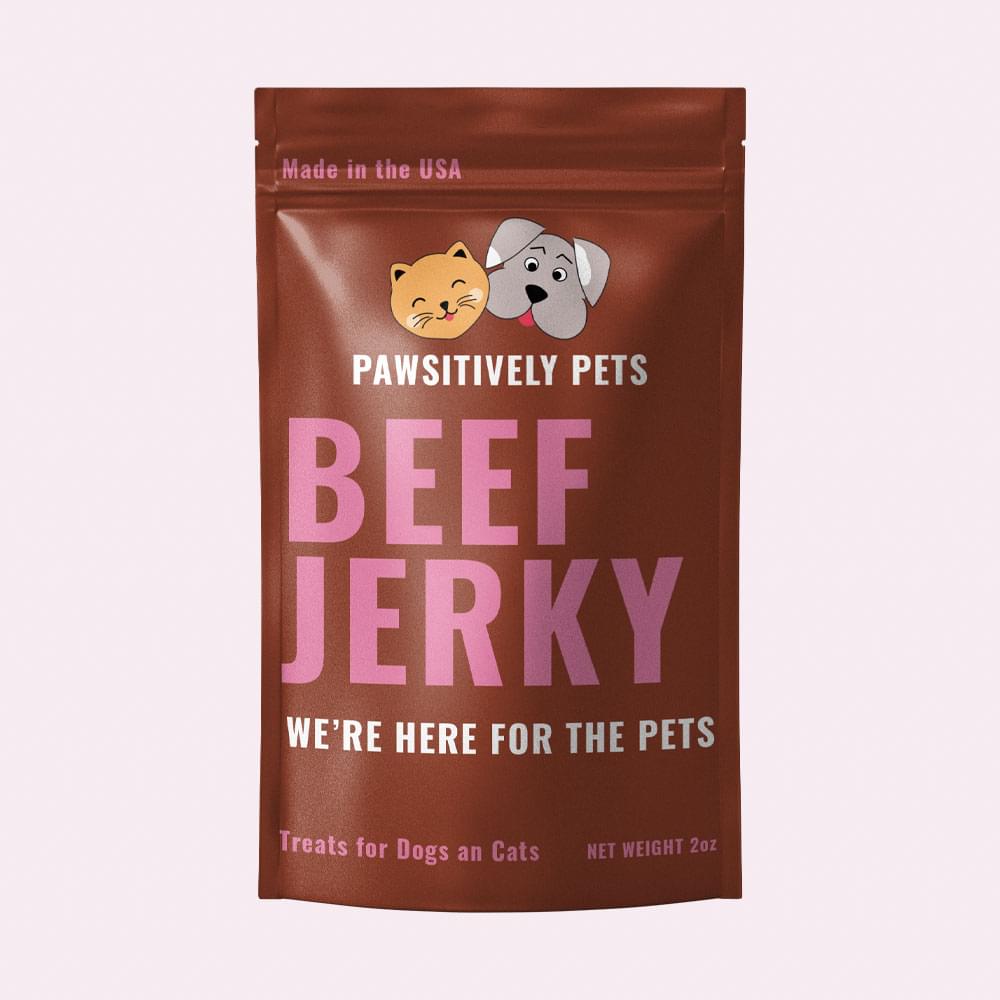 Made in the USA
PAWSITIVELY PETS
BEEF
JERKY
WE'RE HERE FOR THE PETS
Treats for Dogs an Cats
NET WEIGHT 2oz